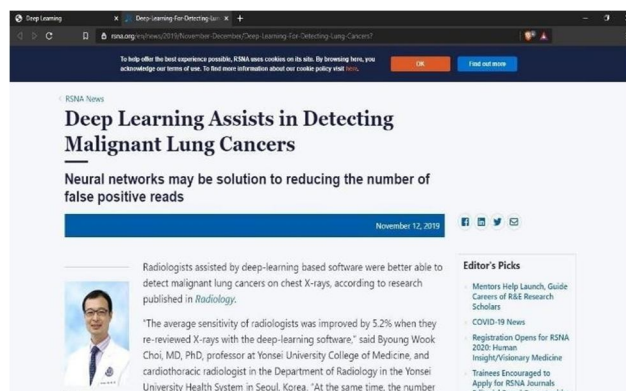 Deep Learning
Deep-Learning-For-Detecting-Lun
rsna.org/en/news/2019/November-December/Deep-Learning-For-Detecting-Lung-Cancers?
To help offer the best experience possible, RSNA uses cookies on its site. By browsing here, you
acknowledge our terms of use. To find more information about our cookie policy visit here.
OK
Find out more
RSNA News
Deep Learning Assists in Detecting
Malignant Lung Cancers
Neural networks may be solution to reducing the number of
false positive reads
November 12, 2019
Radiologists assisted by deep-learning based software were better able to
detect malignant lung cancers on chest X-rays, according to research
published in Radiology.
"The average sensitivity of radiologists was improved by 5.2% when they
re-reviewed X-rays with the deep-learning software," said Byoung Wook
Choi, MD, PhD, professor at Yonsei University College of Medicine, and
cardiothoracic radiologist in the Department of Radiology in the Yonsei
University Health System in Seoul, Korea. "At the same time, the number
Editor's Picks
Mentors Help Launch, Guide
Careers of R&E Research
Scholars
COVID-19 News
Registration Opens for RSNA
2020: Human
Insight/Visionary Medicine
Trainees Encouraged to
Apply for RSNA Journals